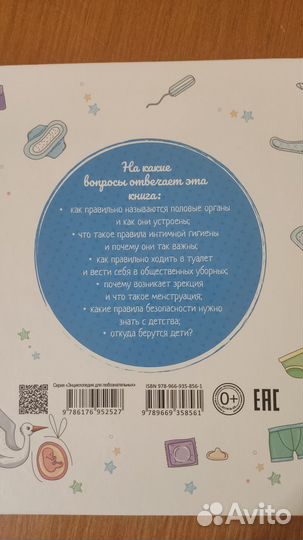 На какие
вопросы отвечает эта
книга:
• как правильно называются половые органы
и как они устроены;
• что такое правила интимной гигиены
и почему они так важны;
• как правильно ходить в туалет
и вести себя в общественных уборных;
• почему возникает эрекция
и что такое менструация;
• какие правила безопасности нужно
знать с детства;
• откуда берутся дети?
Серия «Энциклопедия для любознательных»
ISBN 978-966-935-856-1
9 786176 952527
9 789669 358561
0+
EAC
Avito